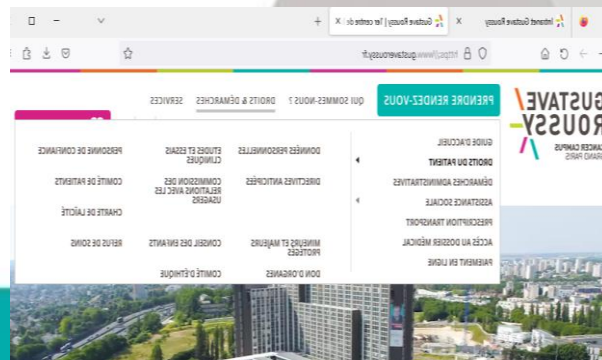 Intranet Gustave Roussy
Gustave Roussy | 1er centre de l
https://www.gustaveroussy.fr
GUSTAVE/
ROUSSY
CANCER CAMPUS
GRAND PARIS
PRENDRE RENDEZ-VOUS
QUI SOMMES-NOUS ?
DROITS & DÉMARCHES
SERVICES
GUIDE D'ACCUEIL
DROITS DU PATIENT
DÉMARCHES ADMINISTRATIVES
ASSISTANCE SOCIALE
PRESCRIPTION TRANSPORT
ACCÈS AU DOSSIER MÉDICAL
PAIEMENT EN LIGNE
DONNÉES PERSONNELLES
ETUDES ET ESSAIS
CLINIQUES
PERSONNE DE CONFIANCE
DIRECTIVES ANTICIPÉES
COMMISSION DES
RELATIONS AVEC LES
USAGERS
COMITÉ DE PATIENTS
CHARTE DE LAÏCITÉ
MINEURS ET MAJEURS
PROTÉGÉS
CONSEIL DES ENFANTS
REFUS DE SOINS
DON D'ORGANES
COMITÉ D'ÉTHIQUE